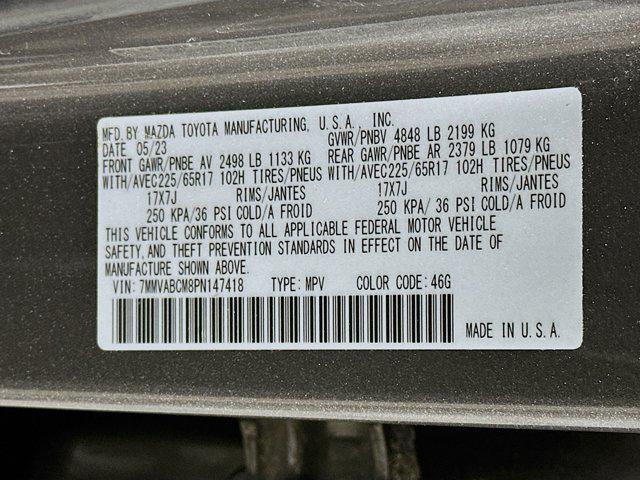 MFD. BY MAZDA TOYOTA MANUFACTURING, U.S.A. INC.
DATE 05/23 GVWR/PNBV 4848 LB 2199 KG
FRONT GAWR/PNBE AV 2498 LB 1133 KG REAR GAWR/PNBE AR 2379 LB 1079 KG
WITH/AVEC225/65R17 102H TIRES/PNEUS WITH/AVEC225/65R17 102H TIRES/PNEUS
17X7J RIMS/JANTES 17X7J RIMS/JANTES
250 KPA/36 PSI COLD/A FROID 250 KPA/ 36 PSI COLD/A FROID
THIS VEHICLE CONFORMS TO ALL APPLICABLE FEDERAL MOTOR VEHICLE
SAFETY, AND THEFT PREVENTION STANDARDS IN EFFECT ON THE DATE OF
MANUFACTURE SHOWN ABOVE.
VIN: 7MMVABCM8PN147418 TYPE: MPV COLOR CODE: 46G
MADE IN U.S.A.